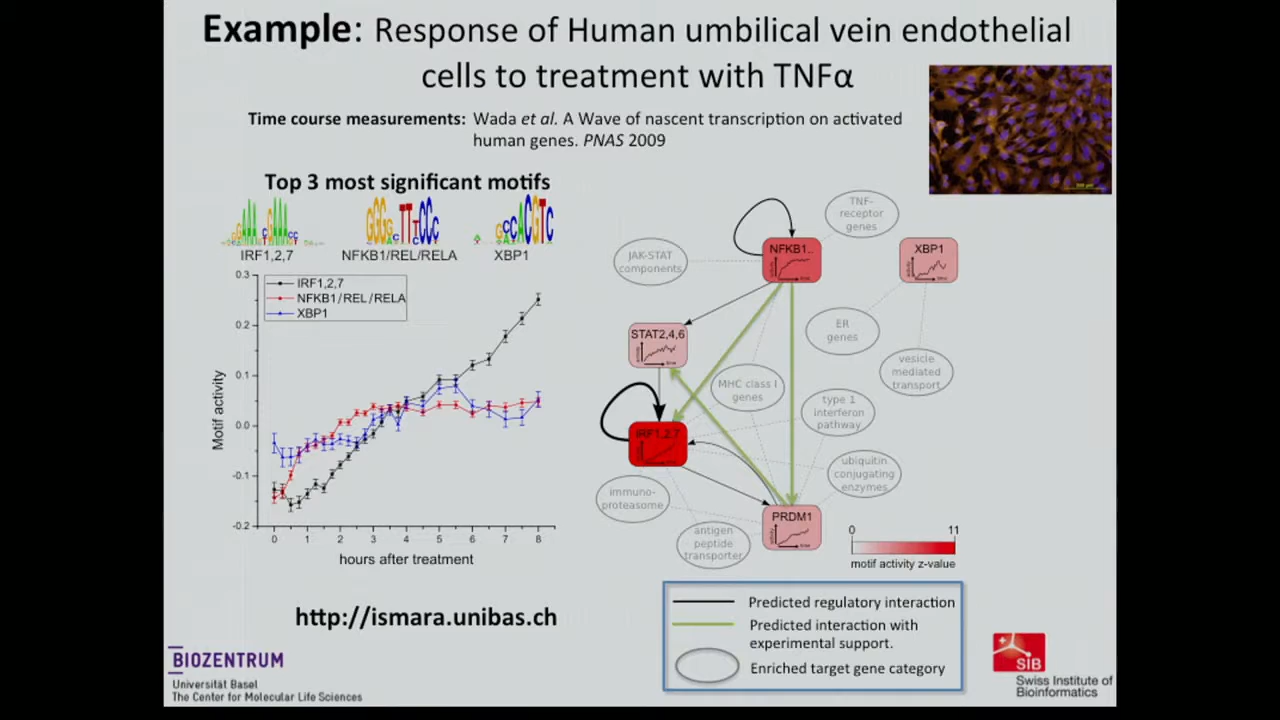 Example: Response of Human umbilical vein endothelial
cells to treatment with TNFα
Time course measurements: Wada et al. A Wave of nascent transcription on activated
human genes. PNAS 2009
Top 3 most significant motifs
IRF1,2,7
NFKB1/REL/RELA
XBP1
0.3
0.2
0.1
0.0
-0.1
-0.2
Motif activity
IRF1,2,7
NFKB1/REL/RELA
XBP1
0 1 2 3 4 5 6 7 8
hours after treatment
http://ismara.unibas.ch
TNF-
receptor
genes
NFKB1..
XBP1
JAK-STAT
components
ER
genes
STAT2,4,6
vesicle
mediated
transport
MHC class I
genes
type 1
interferon
pathway
IRF1,2,7
ubiquitin
conjugating
enzymes
immuno-
proteasome
PRDM1
antigen
peptide
transporter
0 11
motif activity z-value
Predicted regulatory interaction
Predicted interaction with
experimental support.
Enriched target gene category
BIOZENTRUM
Universität Basel
The Center for Molecular Life Sciences
SIB
Swiss Institute of
Bioinformatics